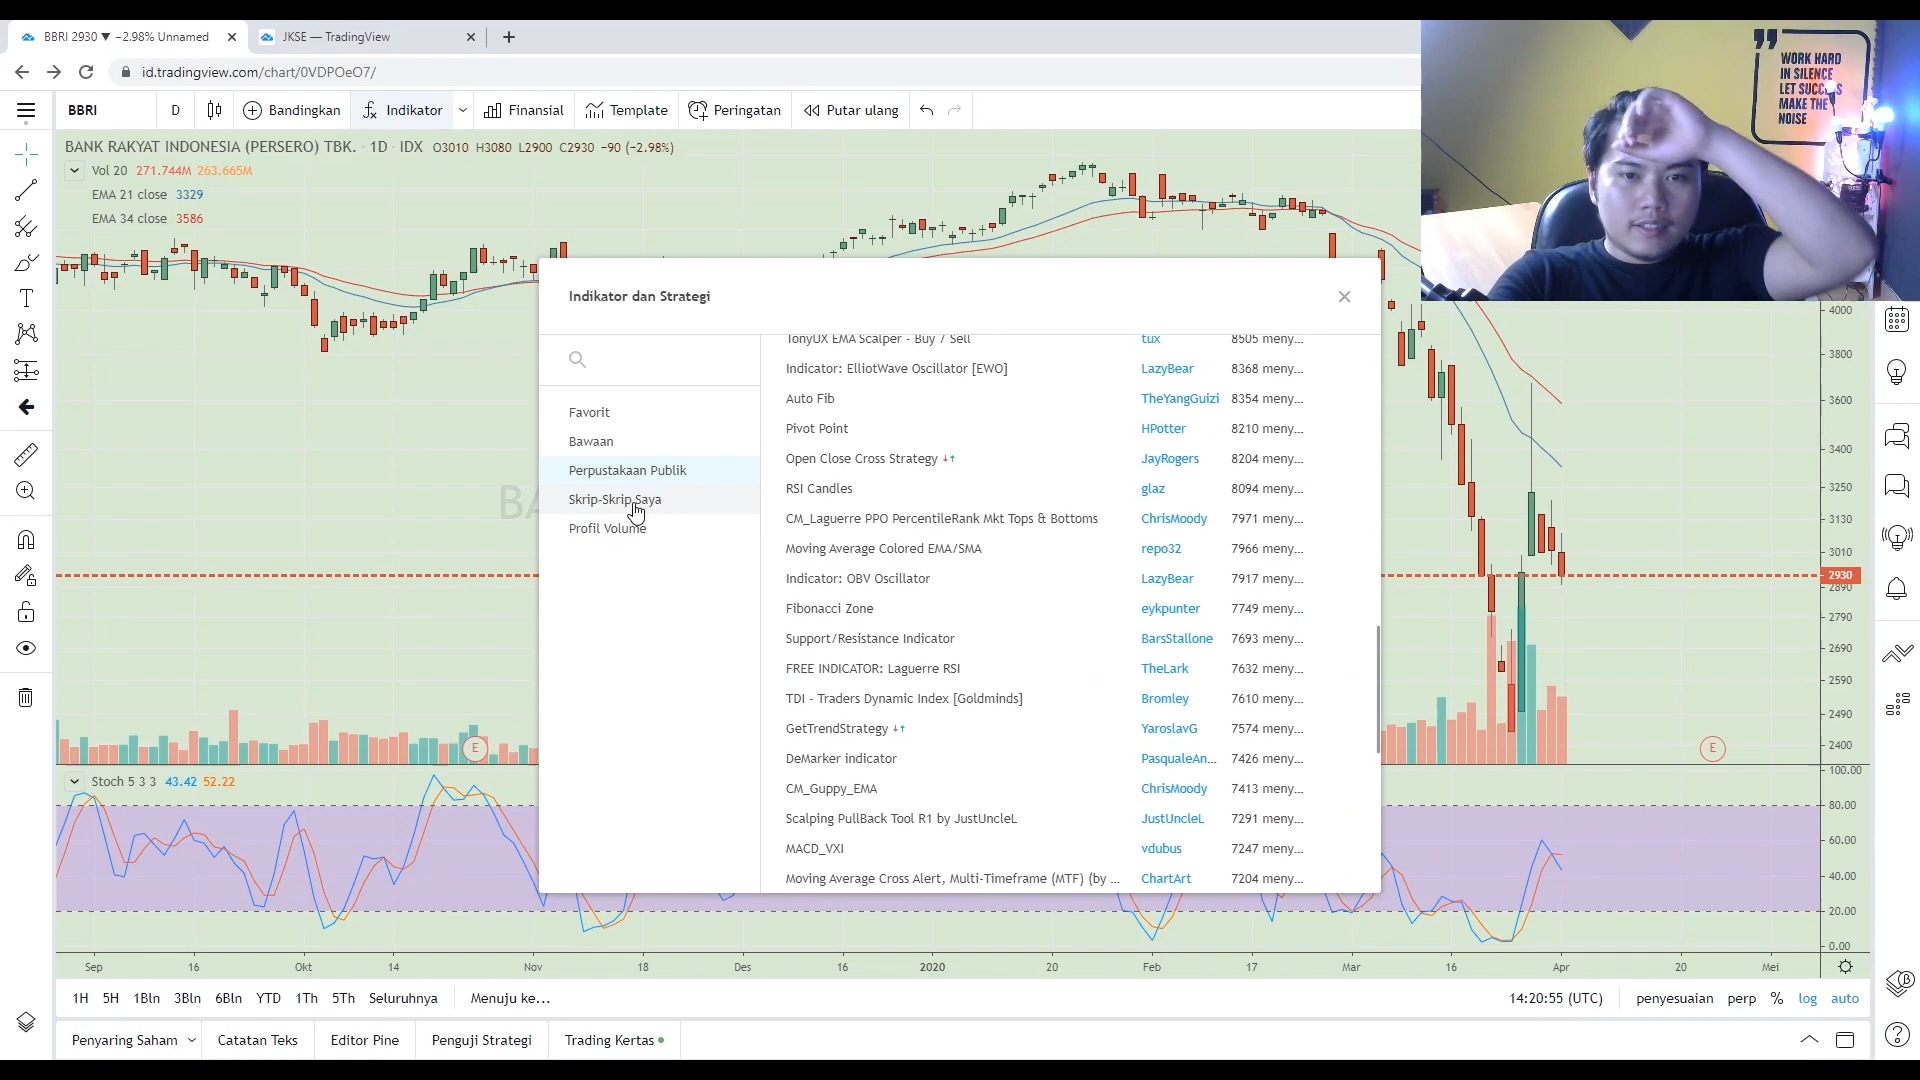 BBRI 2930 ▼ −2.98% Unnamed
JKSE — TradingView
id.tradingview.com/chart/0VDPOeO7/
BBRI
D
Bandingkan
Indikator
Finansial
Template
Peringatan
Putar ulang
WORK HARD
IN SILENCE
LET SUCCESS
MAKE THE
NOISE
BANK RAKYAT INDONESIA (PERSERO) TBK. · 1D · IDX O3010 H3080 L2900 C2930 −90 (−2.98%)
Vol 20 271.744M 263.665M
EMA 21 close 3329
EMA 34 close 3586
Indikator dan Strategi
Favorit
Bawaan
Perpustakaan Publik
Skrip-Skrip Saya
Profil Volume
TonyUX EMA Scalper - Buy / Sell tux 8505 meny...
Indicator: ElliotWave Oscillator [EWO] LazyBear 8368 meny...
Auto Fib TheYangGuizi 8354 meny...
Pivot Point HPotter 8210 meny...
Open Close Cross Strategy ↓↑ JayRogers 8204 meny...
RSI Candles glaz 8094 meny...
CM_Laguerre PPO PercentileRank Mkt Tops & Bottoms ChrisMoody 7971 meny...
Moving Average Colored EMA/SMA repo32 7966 meny...
Indicator: OBV Oscillator LazyBear 7917 meny...
Fibonacci Zone eykpunter 7749 meny...
Support/Resistance Indicator BarsStallone 7693 meny...
FREE INDICATOR: Laguerre RSI TheLark 7632 meny...
TDI - Traders Dynamic Index [Goldminds] Bromley 7610 meny...
GetTrendStrategy ↓↑ YaroslavG 7574 meny...
DeMarker indicator PasqualeAn... 7426 meny...
CM_Guppy_EMA ChrisMoody 7413 meny...
Scalping PullBack Tool R1 by JustUncleL JustUncleL 7291 meny...
MACD_VXI vdubus 7247 meny...
Moving Average Cross Alert, Multi-Timeframe (MTF) (by ... ChartArt 7204 meny...
BA
4000
3800
3600
3400
3250
3130
3010
2930
2890
2790
2690
2590
2490
2400
E
E
Stoch 5 3 3 43.42 52.22
100.00
80.00
60.00
40.00
20.00
0.00
Sep 16 Okt 14 Nov 18 Des 16 2020 20 Feb 17 Mar 16 Apr 20 Mei
1H 5H 1Bln 3Bln 6Bln YTD 1Th 5Th Seluruhnya Menuju ke...
14:20:55 (UTC) penyesuaian perp % log auto
Penyaring Saham Catatan Teks Editor Pine Penguji Strategi Trading Kertas